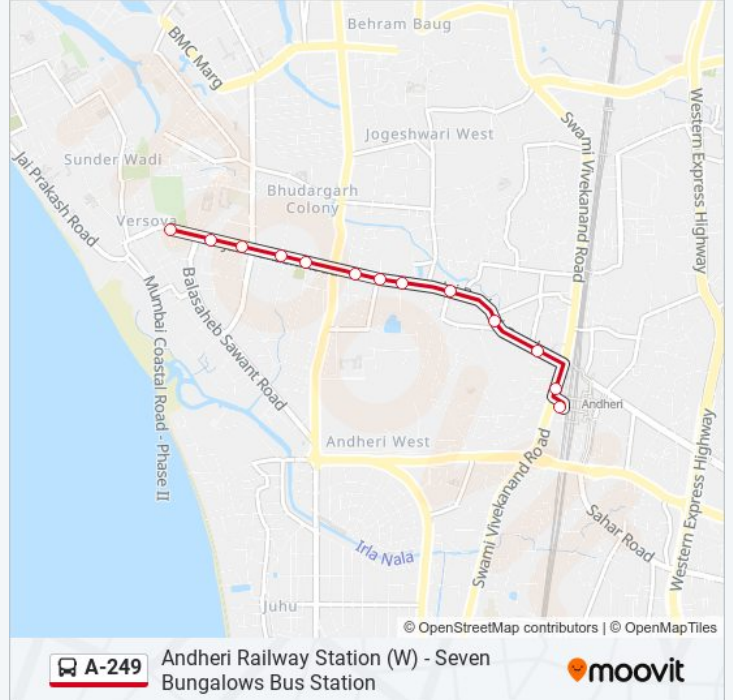 Behram Baug
BMC Marg
Jogeshwari West
Swami Vivekanand Road
Western Express Highway
Sunder Wadi
Jai Prakash Road
Bhudargarh
Colony
Versova
Mumbai Coastal Road - Phase II
Balasaheb Sawant Road
Andheri
Andheri West
Swami Vivekanand Road
Western Express Highway
Sahar Road
Irla Nala
Juhu
© OpenStreetMap contributors | © OpenMapTiles
A-249
Andheri Railway Station (W) - Seven
Bungalows Bus Station
moovit